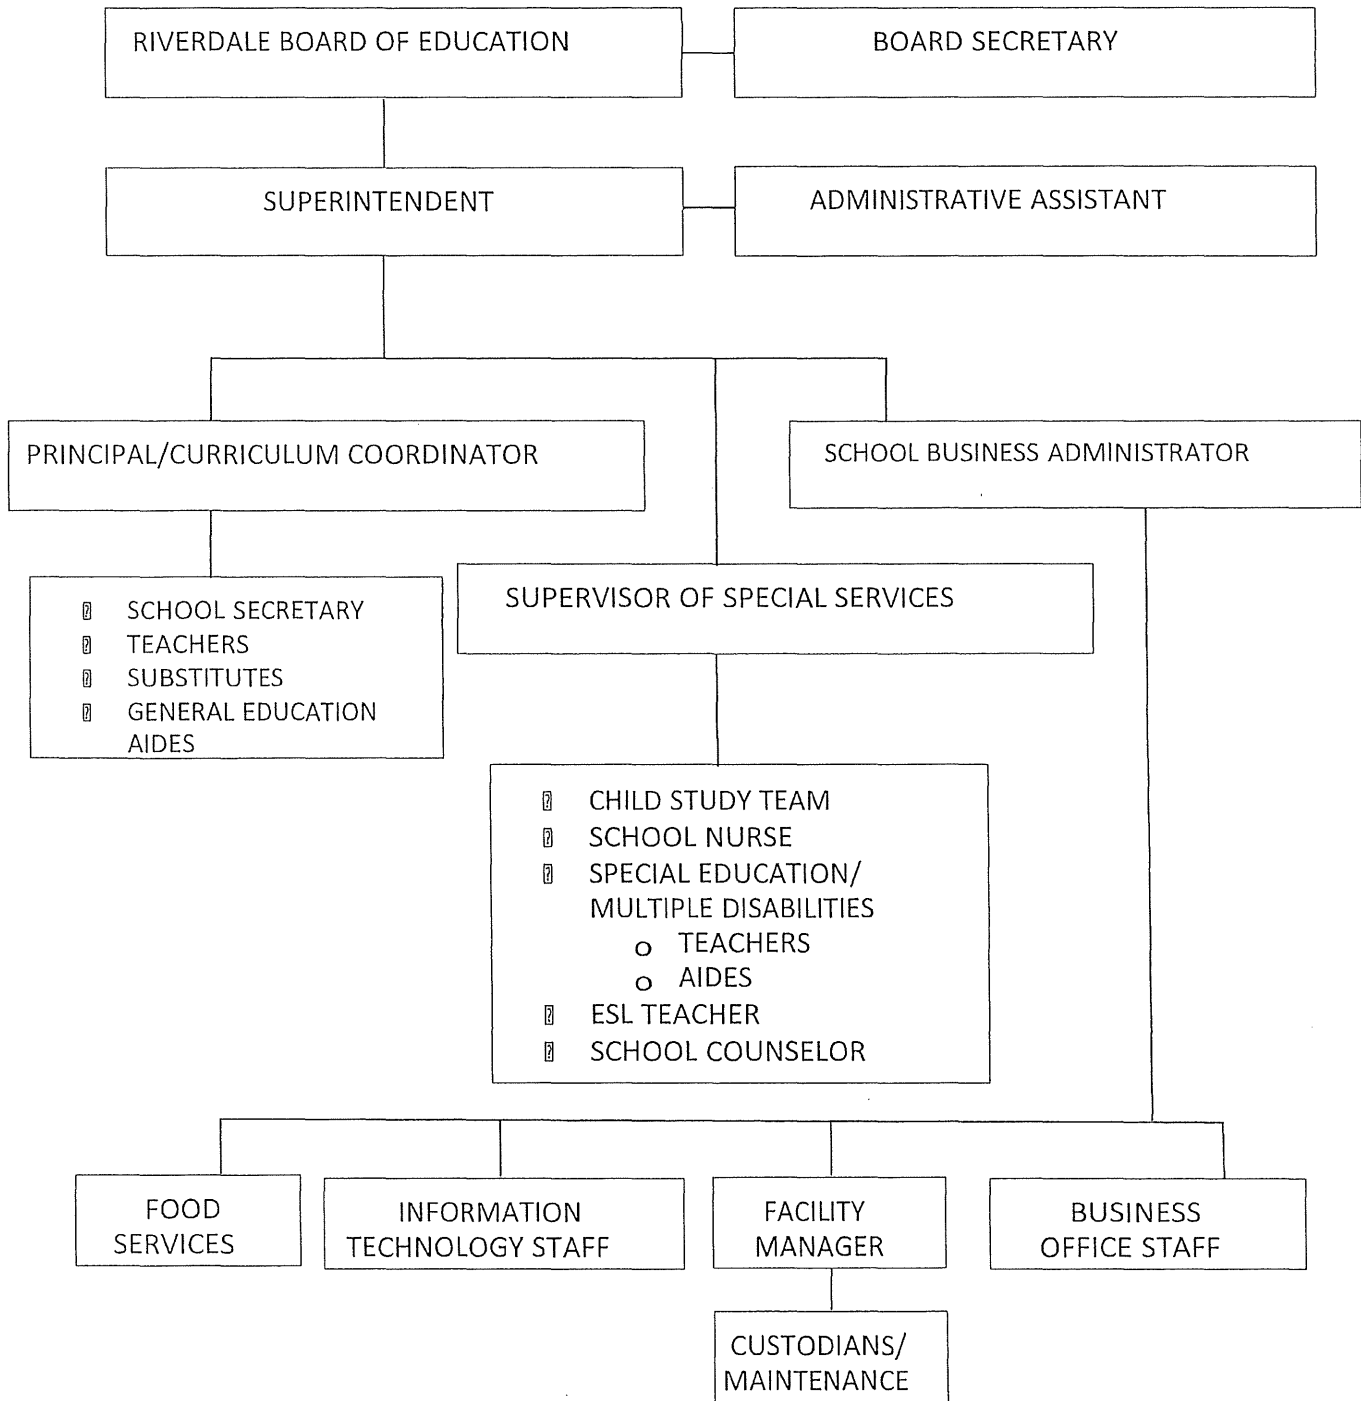 RIVERDALE BOARD OF EDUCATION
BOARD SECRETARY
SUPERINTENDENT
ADMINISTRATIVE ASSISTANT
PRINCIPAL/CURRICULUM COORDINATOR
SCHOOL BUSINESS ADMINISTRATOR
SCHOOL SECRETARY
TEACHERS
SUBSTITUTES
GENERAL EDUCATION
AIDES
SUPERVISOR OF SPECIAL SERVICES
CHILD STUDY TEAM
SCHOOL NURSE
SPECIAL EDUCATION/
MULTIPLE DISABILITIES
o TEACHERS
o AIDES
ESL TEACHER
SCHOOL COUNSELOR
FOOD
SERVICES
INFORMATION
TECHNOLOGY STAFF
FACILITY
MANAGER
BUSINESS
OFFICE STAFF
CUSTODIANS/
MAINTENANCE